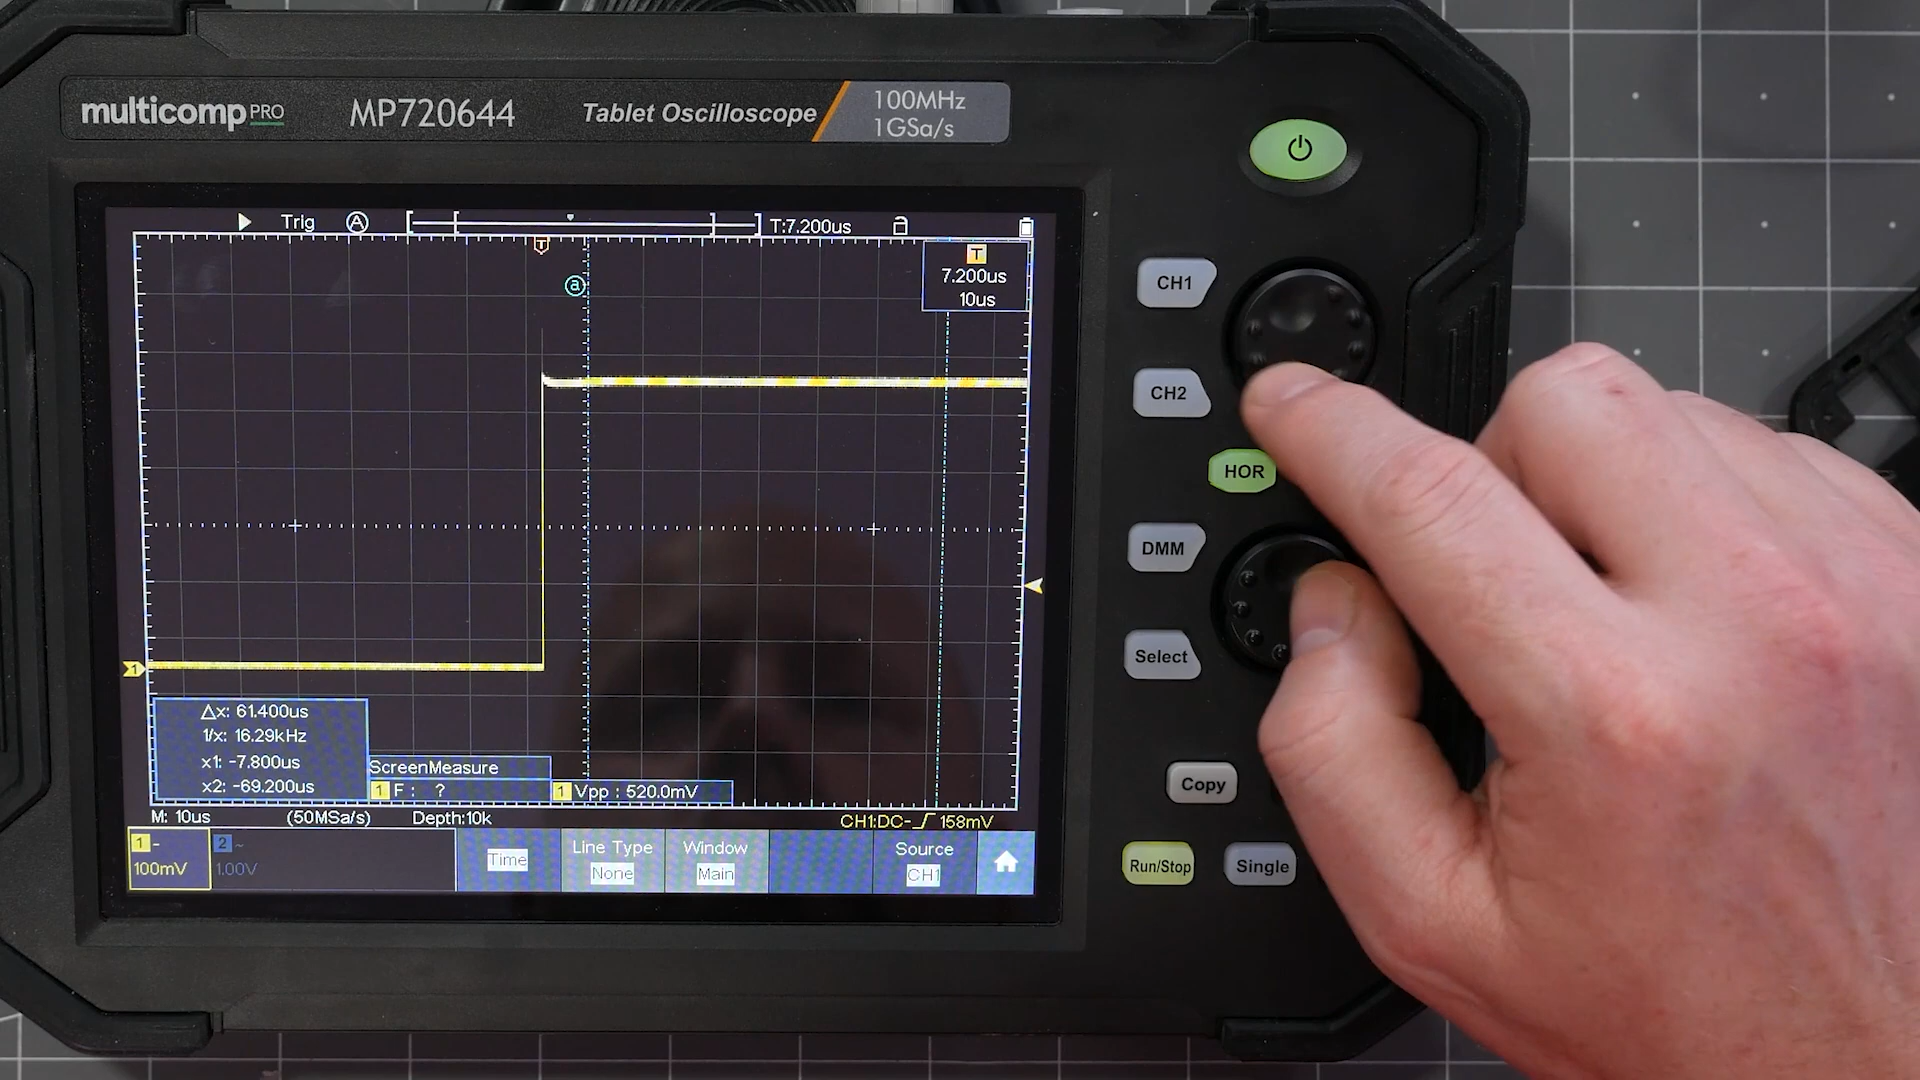 multicomp PRO MP720644 Tablet Oscilloscope 100MHz
1GSa/s
Trig A T:7.200us
T
T
7.200us
10us
a
1
Δx: 61.400us
1/x: 16.29kHz
x1: -7.800us
x2: -69.200us
ScreenMeasure
1 F : ? 1 Vpp : 520.0mV
M: 10us (50MSa/s) Depth:10k CH1:DC- 158mV
1 -
100mV
2 ~
1.00V
Time
Line Type
None
Window
Main
Source
CH1
CH1
CH2
HOR
DMM
Select
Copy
Run/Stop
Single